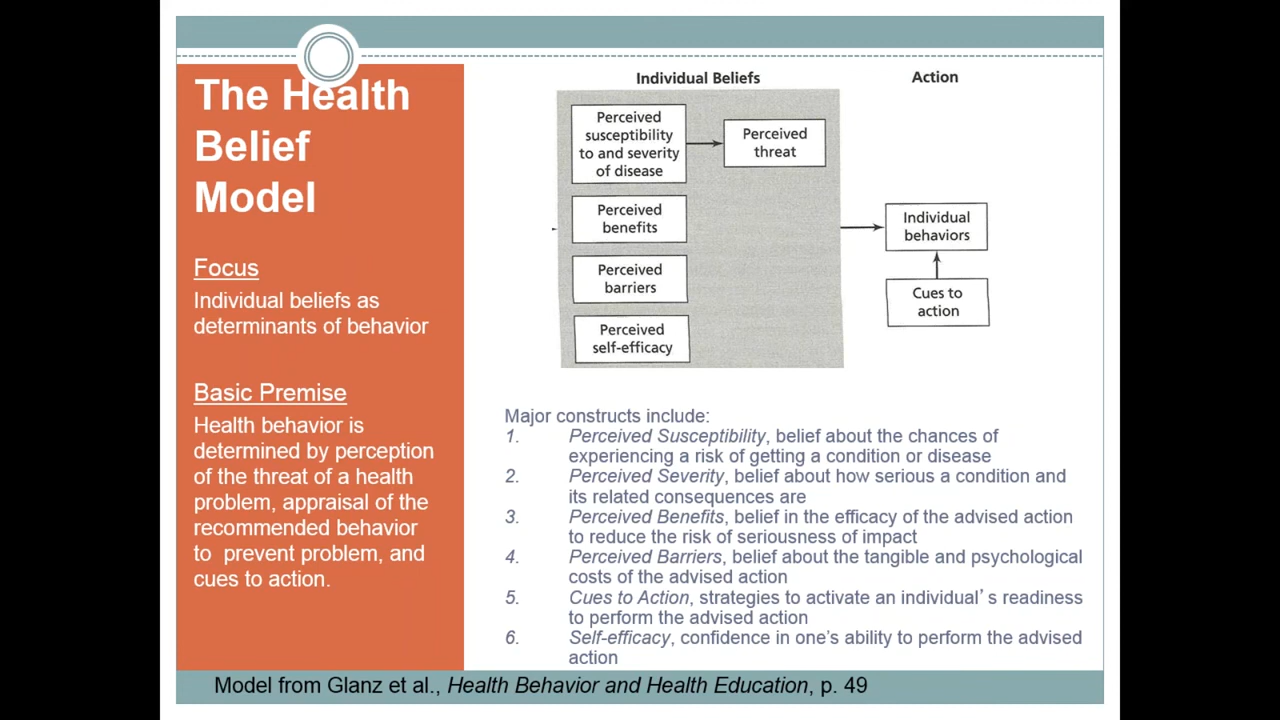 The Health
Belief
Model
Focus
Individual beliefs as
determinants of behavior
Basic Premise
Health behavior is
determined by perception
of the threat of a health
problem, appraisal of the
recommended behavior
to prevent problem, and
cues to action.
Individual Beliefs
Action
Perceived
susceptibility
to and severity
of disease
Perceived
threat
Perceived
benefits
Perceived
barriers
Perceived
self-efficacy
Individual
behaviors
Cues to
action
Major constructs include:
1. Perceived Susceptibility, belief about the chances of
experiencing a risk of getting a condition or disease
2. Perceived Severity, belief about how serious a condition and
its related consequences are
3. Perceived Benefits, belief in the efficacy of the advised action
to reduce the risk of seriousness of impact
4. Perceived Barriers, belief about the tangible and psychological
costs of the advised action
5. Cues to Action, strategies to activate an individual’s readiness
to perform the advised action
6. Self-efficacy, confidence in one’s ability to perform the advised
action
Model from Glanz et al., Health Behavior and Health Education, p. 49